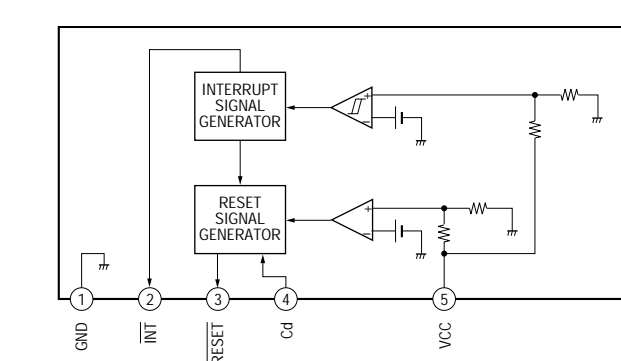 INTERRUPT
SIGNAL
GENERATOR
+
−
RESET
SIGNAL
GENERATOR
+
−
1
2
3
4
5
GND
INT
RESET
Cd
VCC